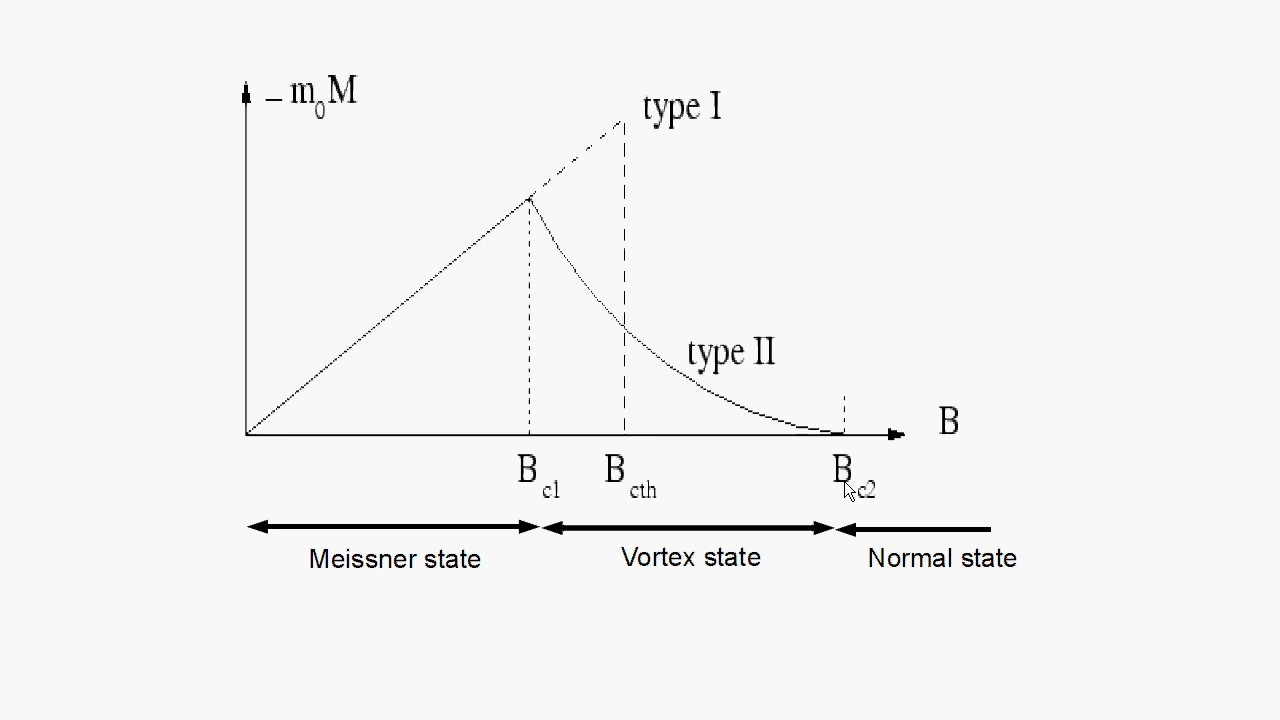 – m0M
type I
type II
B
Bc1 Bcth Bc2
Meissner state Vortex state Normal state